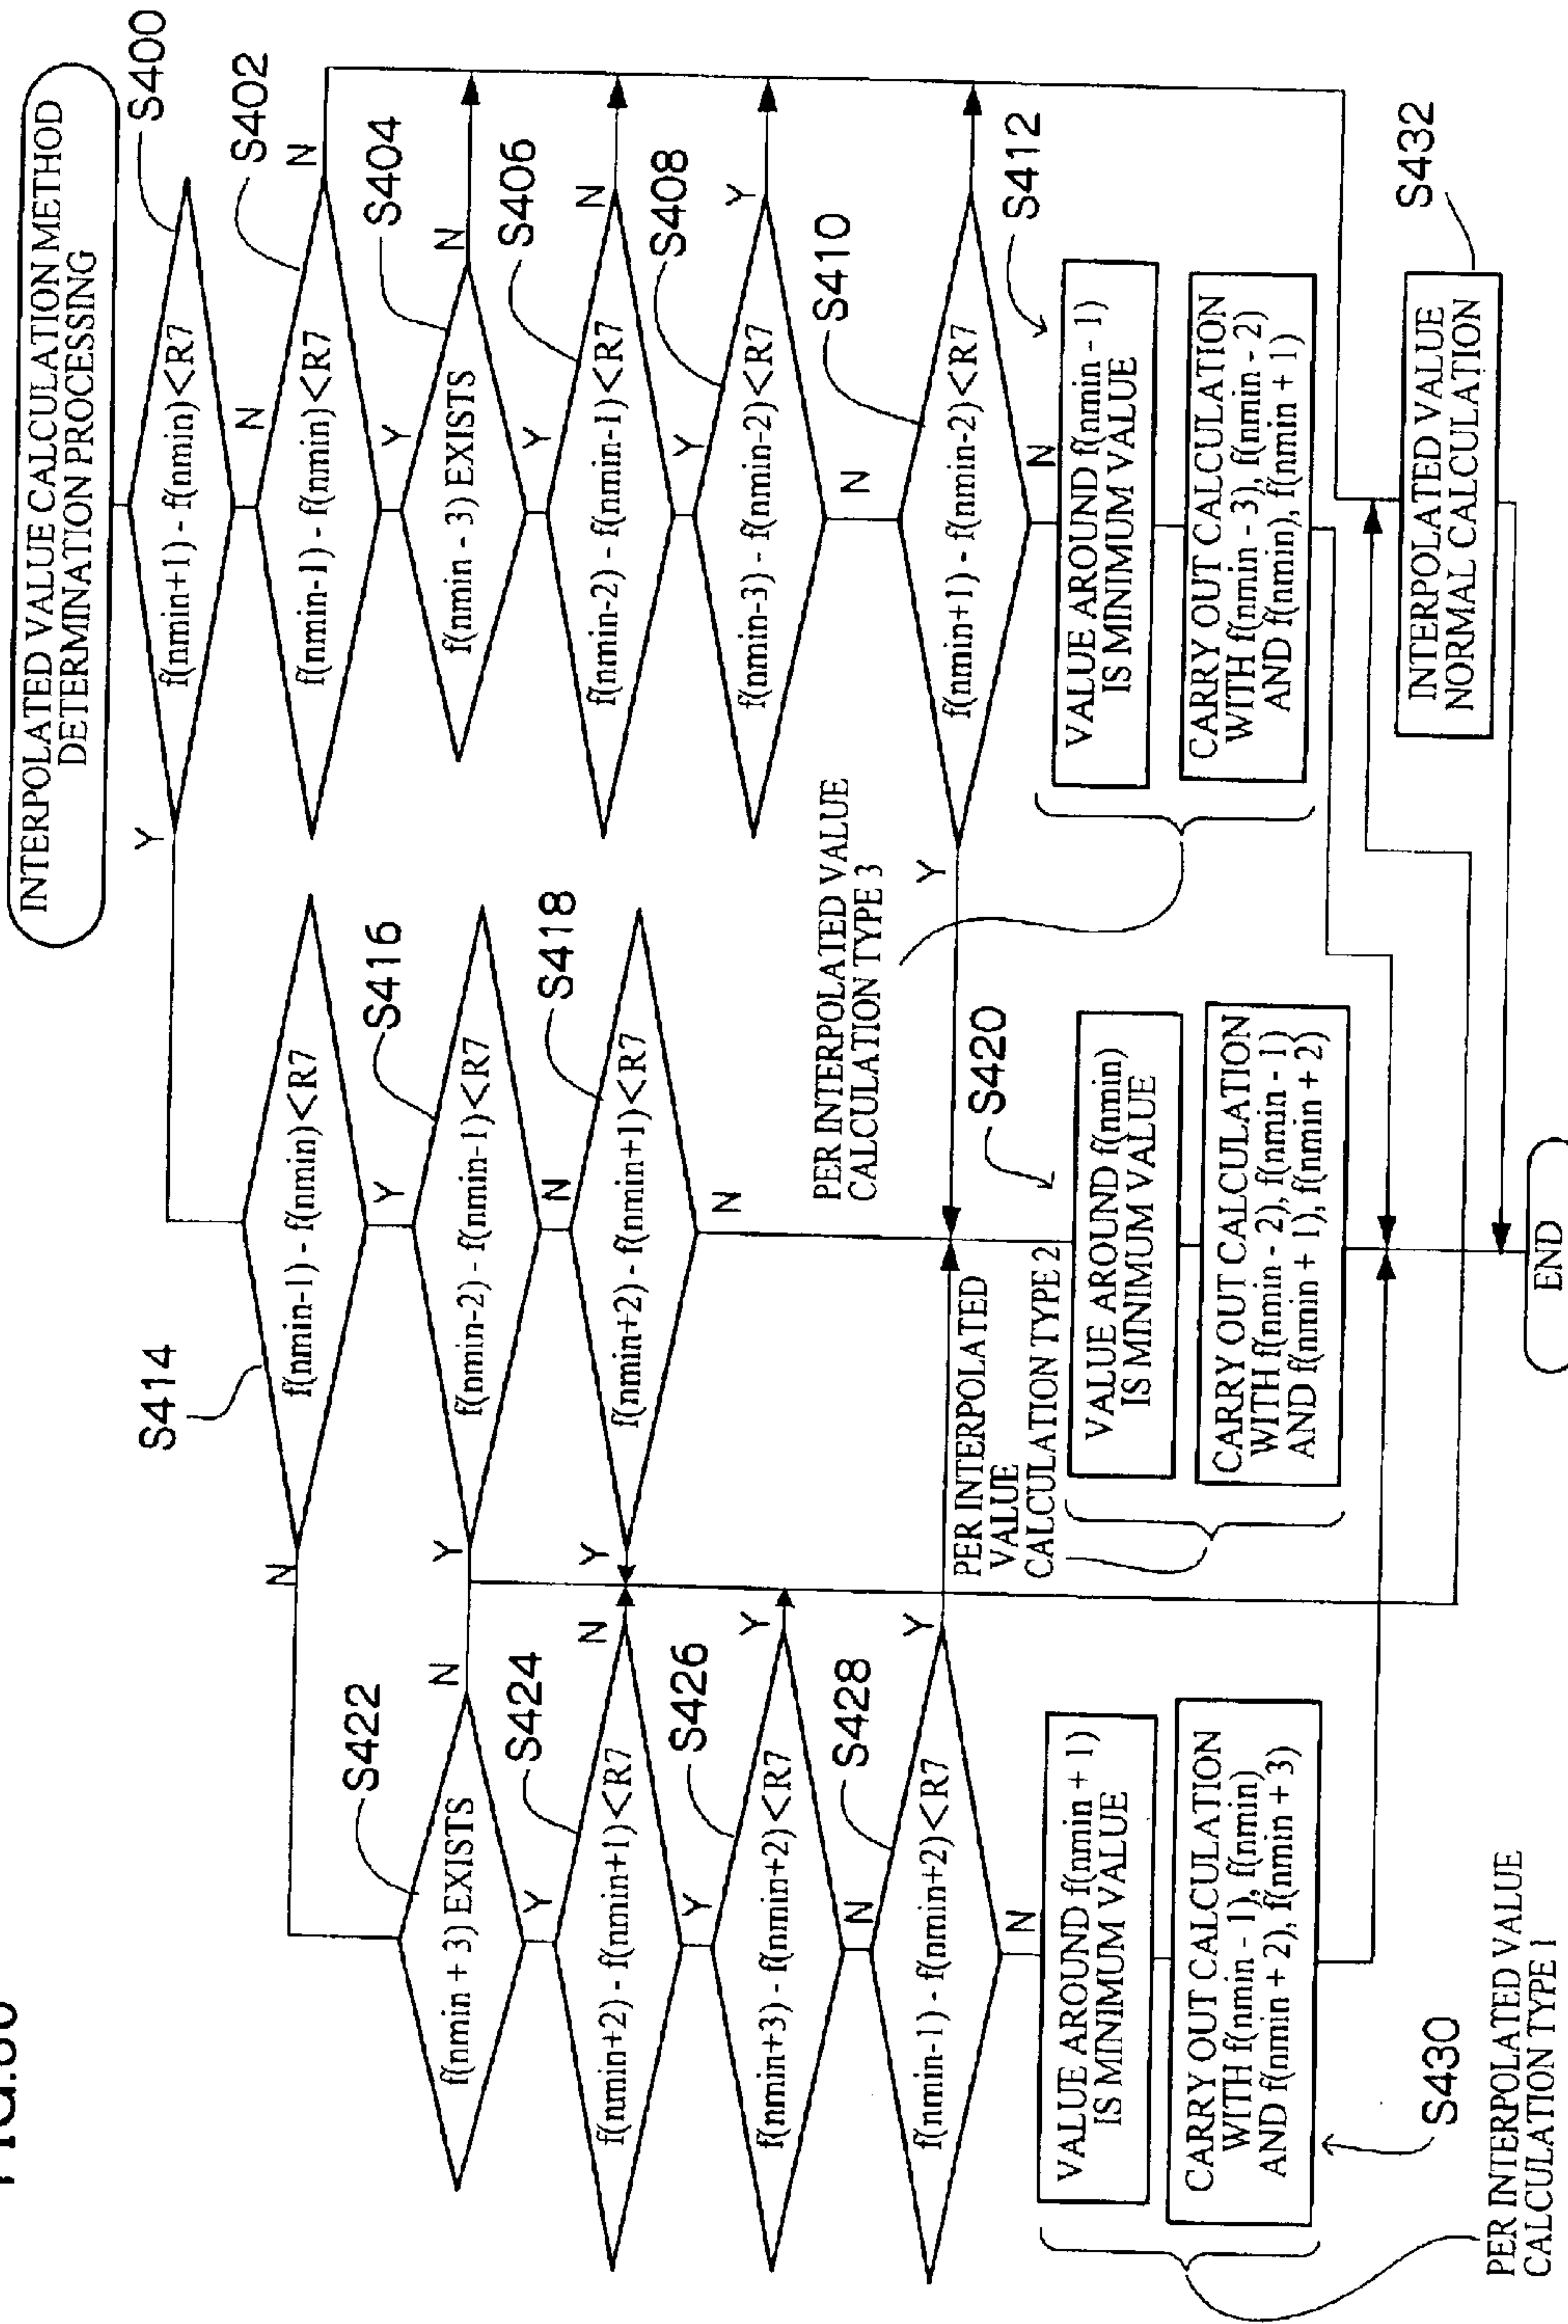 INTERPOLATED VALUE CALCULATION METHOD
DETERMINATION PROCESSING
S400
f(nmin+1) - f(nmin)<R7
Y
N
S402
f(nmin-1) - f(nmin)<R7
N
Y
S404
f(nmin - 3) EXISTS
N
Y
S406
f(nmin-2) - f(nmin-1)<R7
N
Y
S408
f(nmin-3) - f(nmin-2)<R7
Y
N
S410
f(nmin+1) - f(nmin-2)<R7
Y
N
S412
VALUE AROUND f(nmin - 1)
IS MINIMUM VALUE
CARRY OUT CALCULATION
WITH f(nmin - 3), f(nmin - 2)
AND f(nmin), f(nmin + 1)
PER INTERPOLATED VALUE
CALCULATION TYPE 3
S432
INTERPOLATED VALUE
NORMAL CALCULATION
S414
f(nmin-1) - f(nmin)<R7
N
Y
S416
f(nmin-2) - f(nmin-1)<R7
Y
N
S418
f(nmin+2) - f(nmin+1)<R7
Y
N
S420
VALUE AROUND f(nmin)
IS MINIMUM VALUE
CARRY OUT CALCULATION
WITH f(nmin - 2), f(nmin - 1)
AND f(nmin + 1), f(nmin + 2)
PER INTERPOLATED
VALUE
CALCULATION TYPE 2
END
S422
f(nmin + 3) EXISTS
N
Y
S424
f(nmin+2) - f(nmin+1)<R7
N
Y
S426
f(nmin+3) - f(nmin+2)<R7
Y
N
S428
f(nmin-1) - f(nmin+2)<R7
Y
N
VALUE AROUND f(nmin + 1)
IS MINIMUM VALUE
CARRY OUT CALCULATION
WITH f(nmin - 1), f(nmin)
AND f(nmin + 2), f(nmin + 3)
S430
PER INTERPOLATED VALUE
CALCULATION TYPE 1